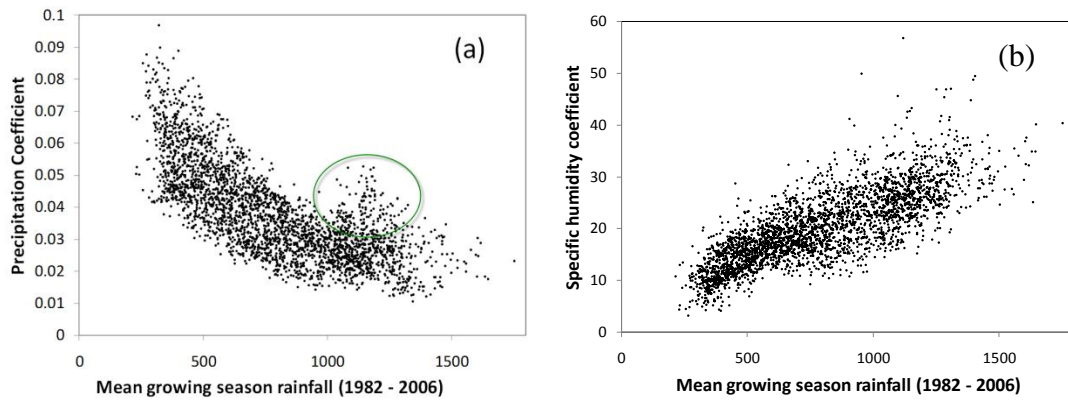 (a)
Precipitation Coefficient
0.1
0.09
0.08
0.07
0.06
0.05
0.04
0.03
0.02
0.01
0
0 500 1000 1500
Mean growing season rainfall (1982 - 2006)
(b)
Specific humidity coefficient
60
50
40
30
20
10
0
0 500 1000 1500
Mean growing season rainfall (1982 - 2006)